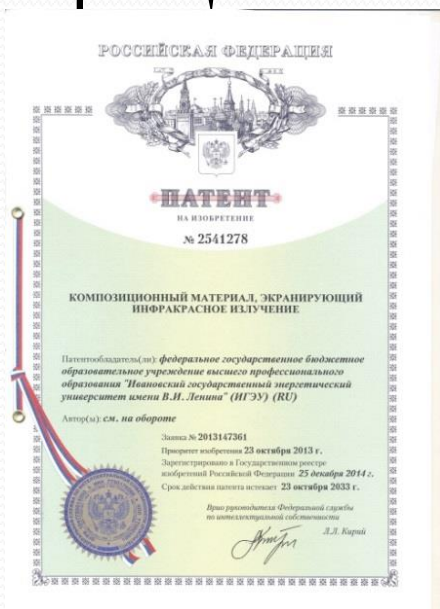 РОССИЙСКАЯ ФЕДЕРАЦИЯ
ПАТЕНТ
НА ИЗОБРЕТЕНИЕ
№ 2541278
КОМПОЗИЦИОННЫЙ МАТЕРИАЛ, ЭКРАНИРУЮЩИЙ
ИНФРАКРАСНОЕ ИЗЛУЧЕНИЕ
Патентообладатель(ли): федеральное государственное бюджетное
образовательное учреждение высшего профессионального
образования "Ивановский государственный энергетический
университет имени В.И. Ленина" (ИГЭУ) (RU)
Автор(ы): см. на обороте
Заявка № 2013147361
Приоритет изобретения 23 октября 2013 г.
Зарегистрировано в Государственном реестре
изобретений Российской Федерации 25 декабря 2014 г.
Срок действия патента истекает 23 октября 2033 г.
Врио руководителя Федеральной службы
по интеллектуальной собственности
Л.Л. Кирий